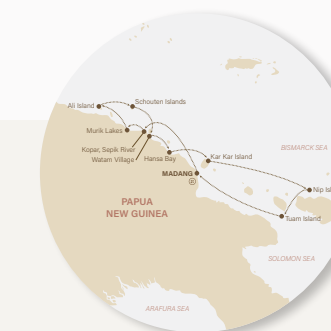 Ali Island
Schouten Islands
Murik Lakes
Kopar, Sepik River
Watam Village
Hansa Bay
Kar Kar Island
BISMARCK SEA
MADANG
Nip Isl
PAPUA
NEW GUINEA
Tuam Island
SOLOMON SEA
ARAFURA SEA